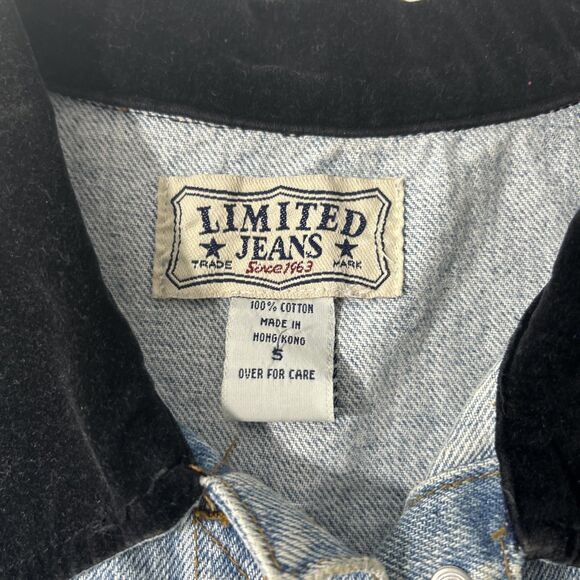 LIMITED
★ JEANS ★
TRADE Since 1963 MARK
100% COTTON
MADE IN
HONG KONG
S
OVER FOR CARE